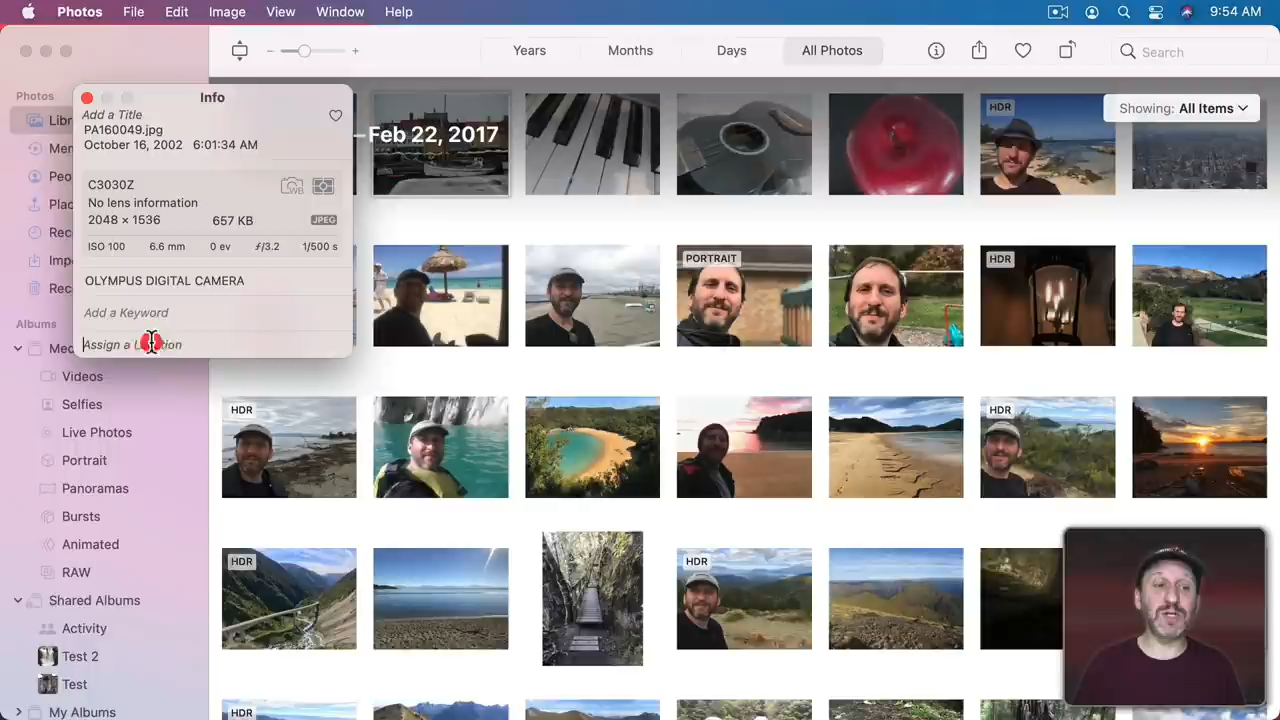 Photos File Edit Image View Window Help 9:54 AM
Years Months Days All Photos Search
Photos
Info
Add a Title
PA160049.jpg
October 16, 2002 6:01:34 AM
C3030Z
No lens information
2048 × 1536 657 KB JPEG
ISO 100 6.6 mm 0 ev ƒ/3.2 1/500 s
OLYMPUS DIGITAL CAMERA
Add a Keyword
Feb 22, 2017
HDR
Showing: All Items
PORTRAIT
HDR
HDR
HDR
HDR
HDR
HDR
Albums
Videos
Selfies
Live Photos
Portrait
Panoramas
Bursts
Animated
RAW
Shared Albums
Activity
Test 2
Test
My Albums